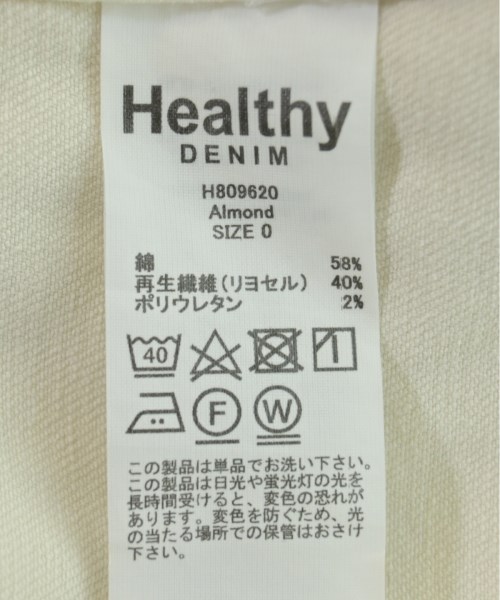 Healthy
DENIM
H809620
Almond
SIZE 0
綿 58%
再生繊維(リヨセル) 40%
ポリウレタン 2%
40
F W
この製品は単品でお洗い下さい。
この製品は日光や蛍光灯の光を
長時間受けると、変色の恐れが
あります。変色を防ぐため、光
の当たる場所での保管はおさけ
下さい。